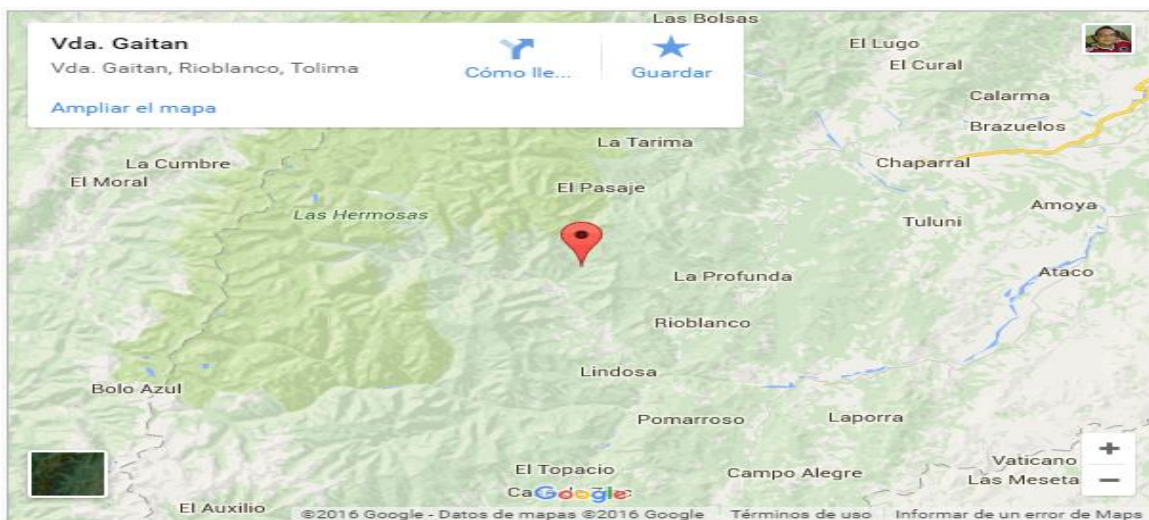 Las Bolsas
Vda. Gaitan
Vda. Gaitan, Rioblanco, Tolima
Cómo lle...
Guardar
Ampliar el mapa
El Lugo
El Cural
Calarma
Brazuelos
La Tarima
Chaparral
La Cumbre
El Moral
El Pasaje
Las Hermosas
Amoya
Tuluni
La Profunda
Ataco
Rioblanco
Lindosa
Bolo Azul
Pomarroso
Laporra
El Topacio
Campo Alegre
Vaticano
Las Meseta
Google
El Auxilio
©2016 Google - Datos de mapas ©2016 Google
Términos de uso
Informar de un error de Maps